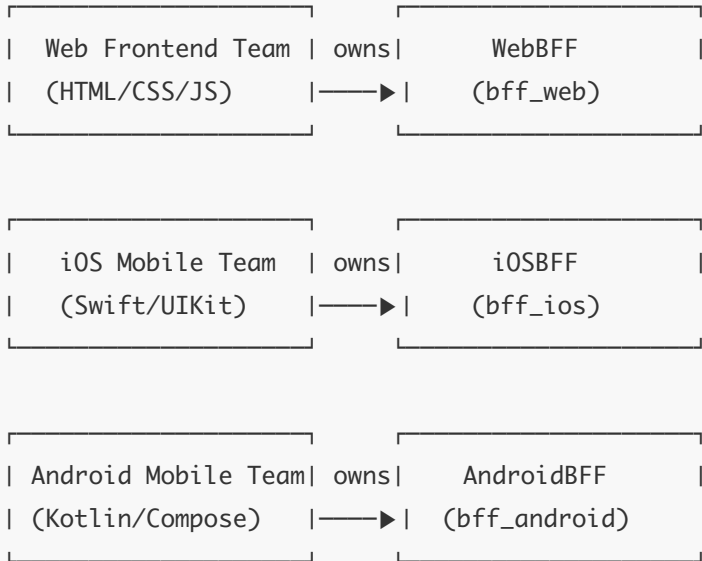 Web Frontend Team owns WebBFF
(HTML/CSS/JS) (bff_web)
iOS Mobile Team owns iOSBFF
(Swift/UIKit) (bff_ios)
Android Mobile Team owns AndroidBFF
(Kotlin/Compose) (bff_android)